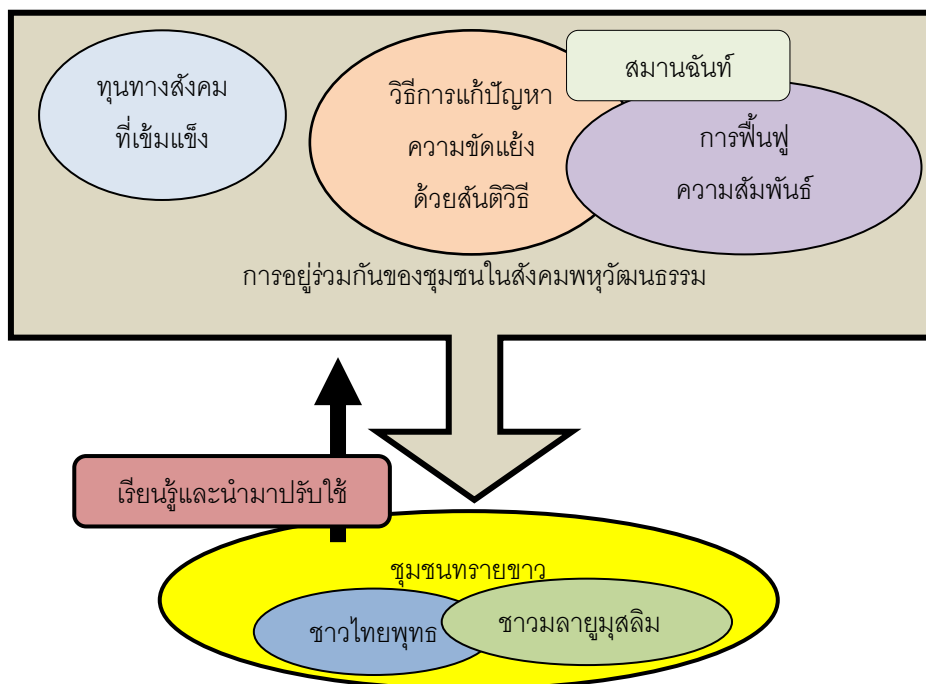 ทุนทางสังคม
ที่เข้มแข็ง
วิธีการแก้ปัญหา
ความขัดแย้ง
ด้วยสันติวิธี
สมานฉันท์
การฟื้นฟู
ความสัมพันธ์
การอยู่ร่วมกันของชุมชนในสังคมพหุวัฒนธรรม
เรียนรู้และนำมาปรับใช้
ชุมชนทรายขาว
ชาวไทยพุทธ
ชาวมลายูมุสลิม